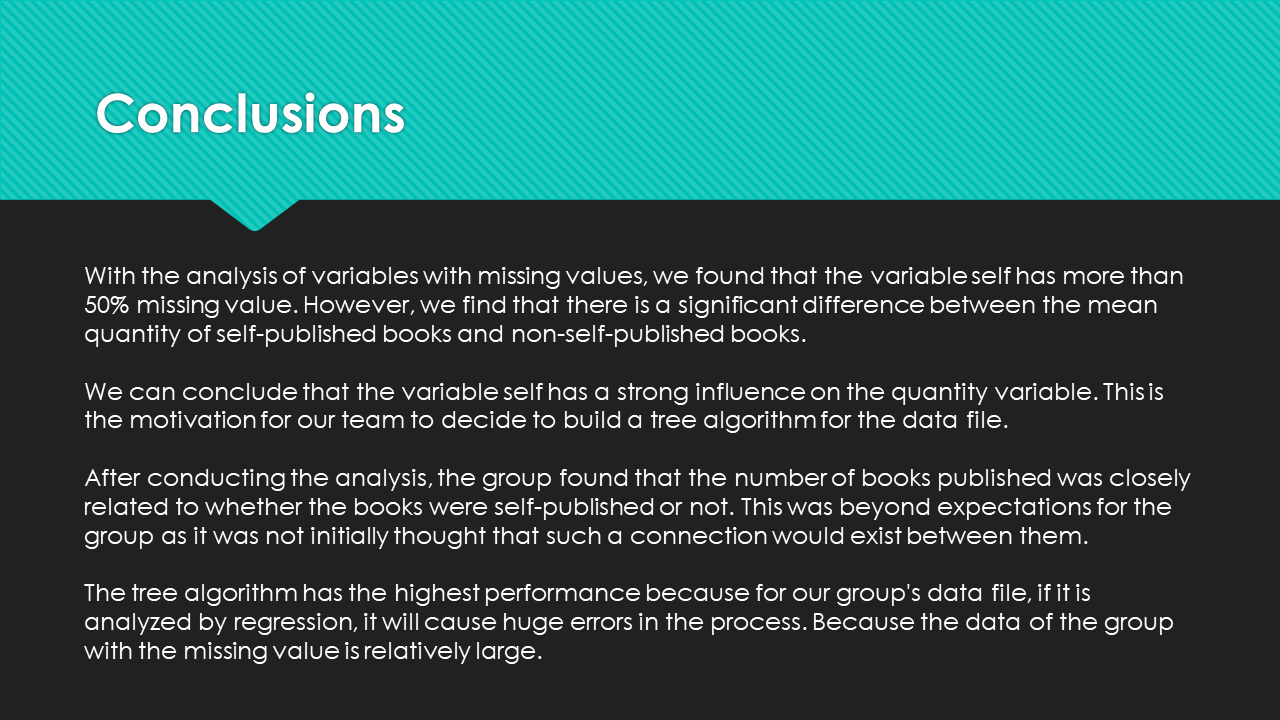 Conclusions
With the analysis of variables with missing values, we found that the variable self has more than
50% missing value. However, we find that there is a significant difference between the mean
quantity of self-published books and non-self-published books.
We can conclude that the variable self has a strong influence on the quantity variable. This is
the motivation for our team to decide to build a tree algorithm for the data file.
After conducting the analysis, the group found that the number of books published was closely
related to whether the books were self-published or not. This was beyond expectations for the
group as it was not initially thought that such a connection would exist between them.
The tree algorithm has the highest performance because for our group's data file, if it is
analyzed by regression, it will cause huge errors in the process. Because the data of the group
with the missing value is relatively large.